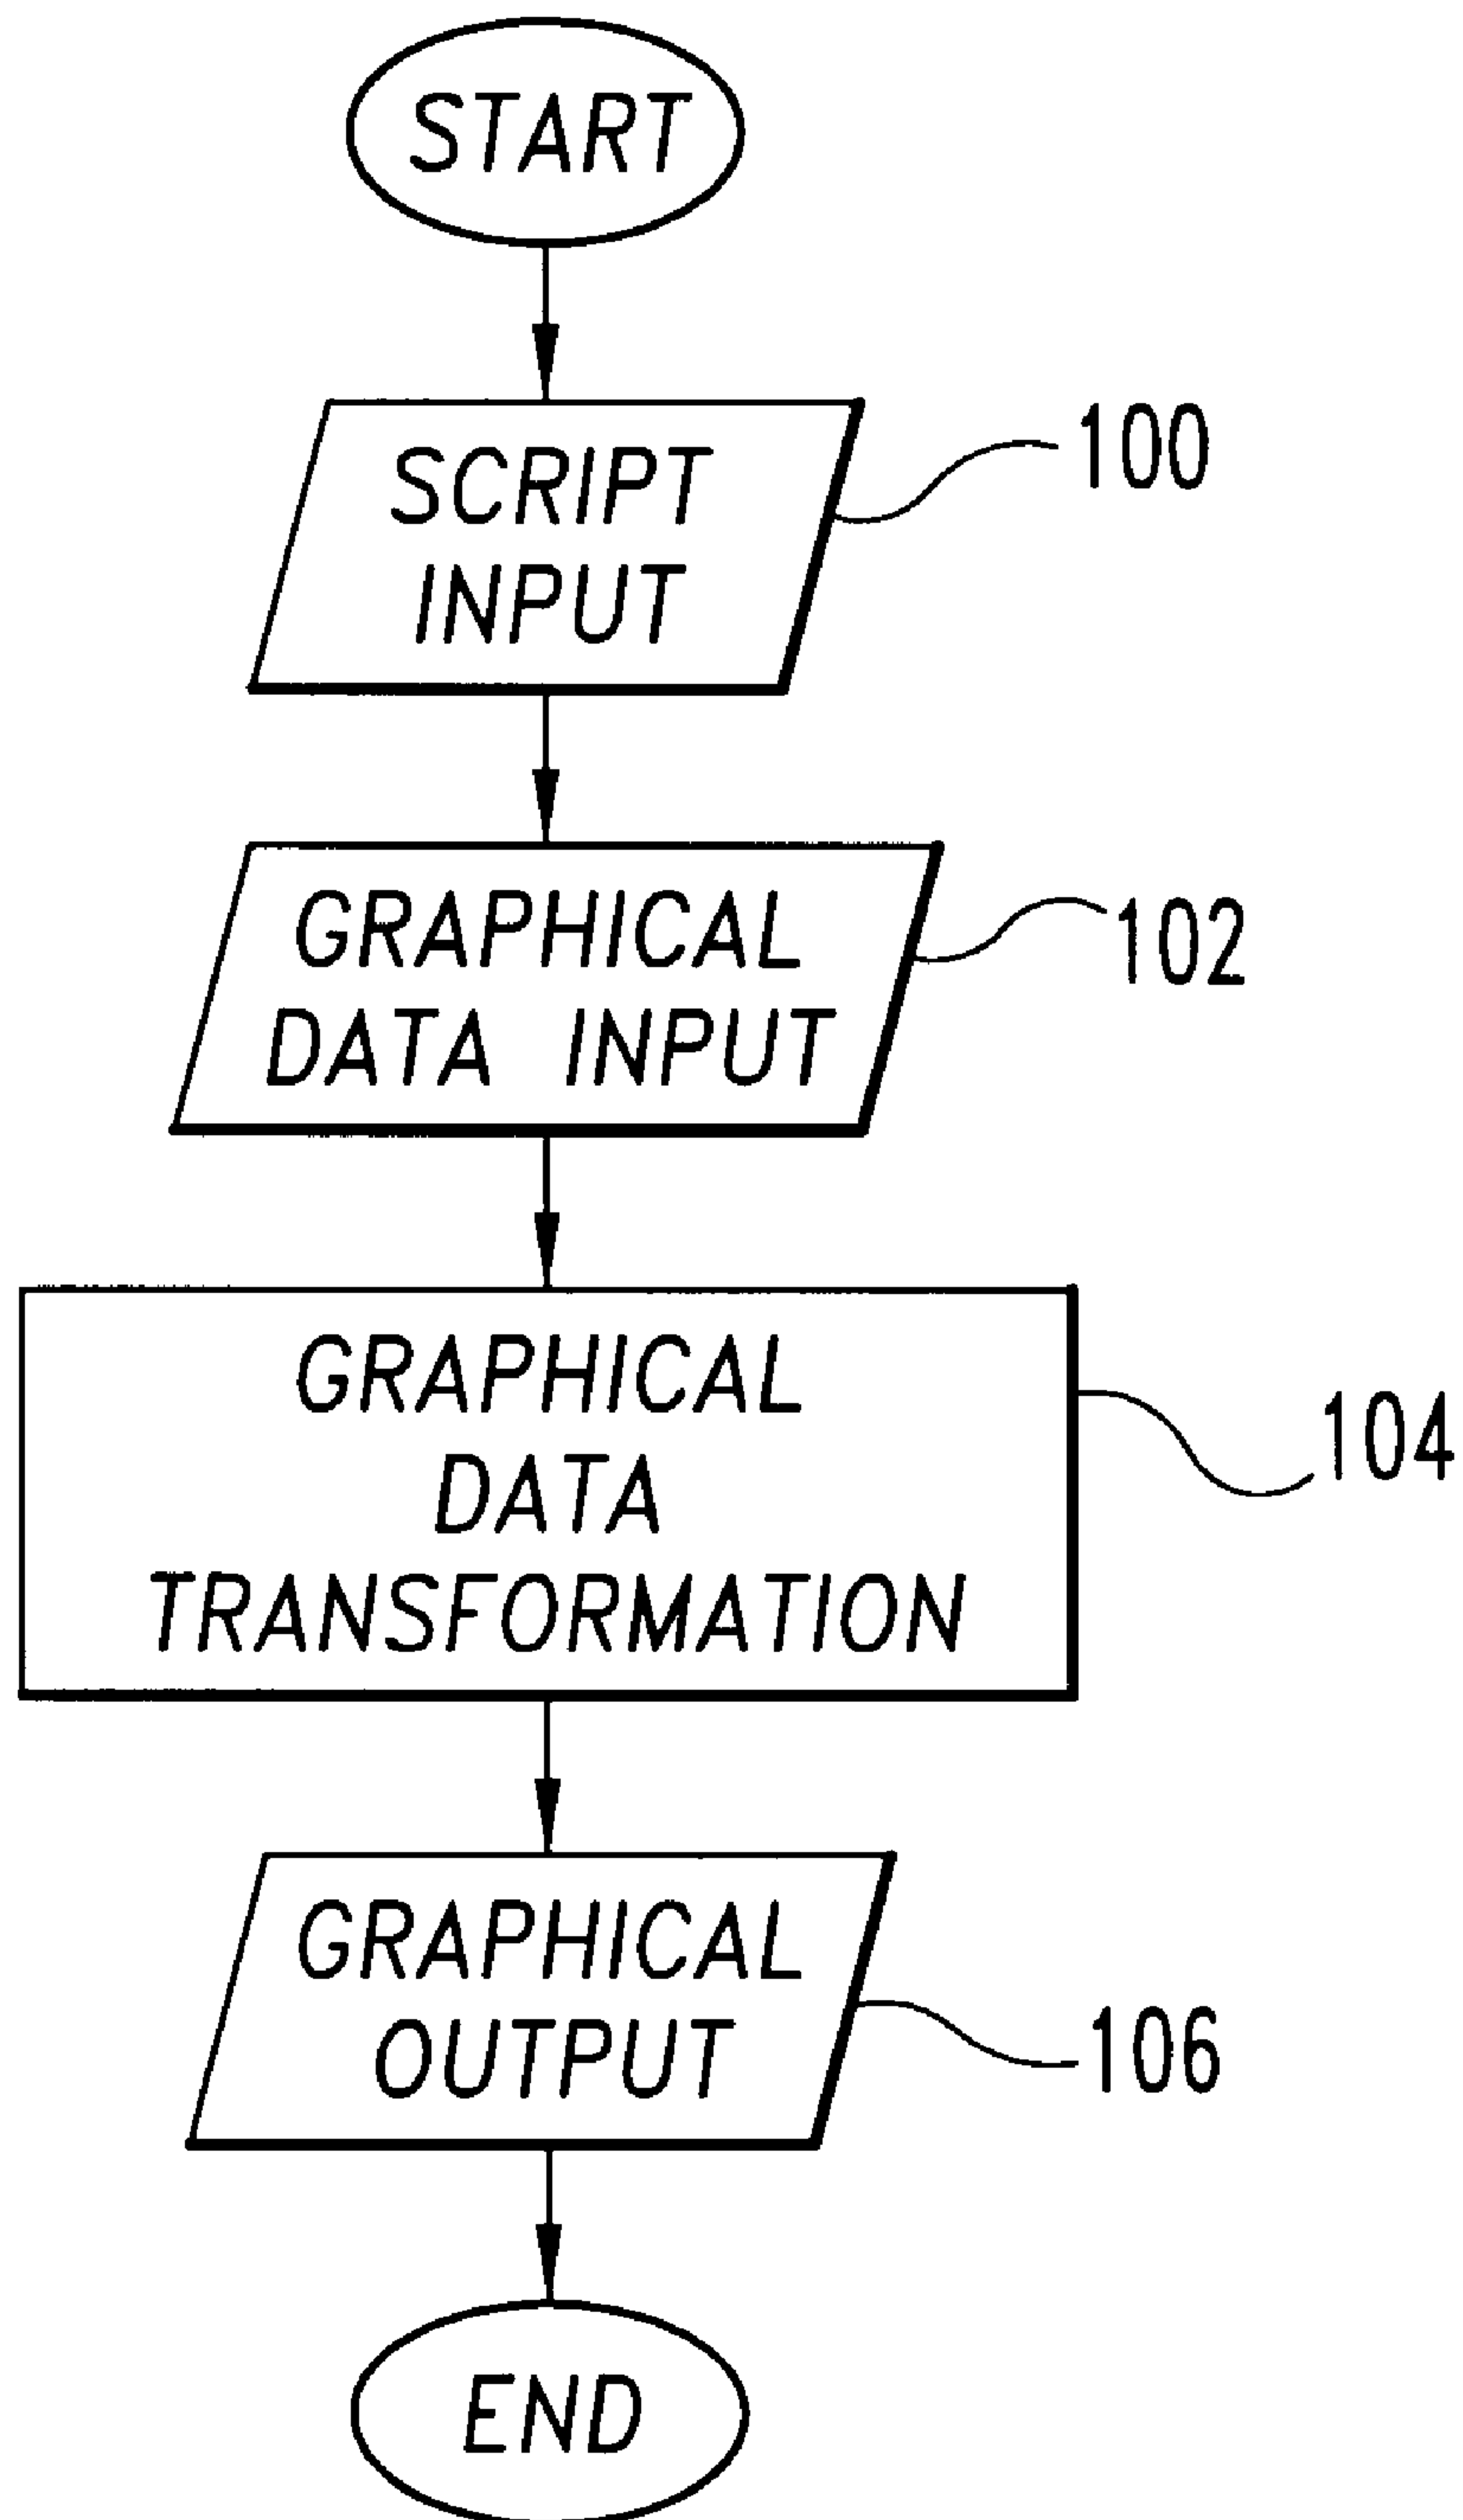 START
SCRIPT
INPUT
100
GRAPHICAL
DATA INPUT
102
GRAPHICAL
DATA
TRANSFORMATION
104
GRAPHICAL
OUTPUT
106
END